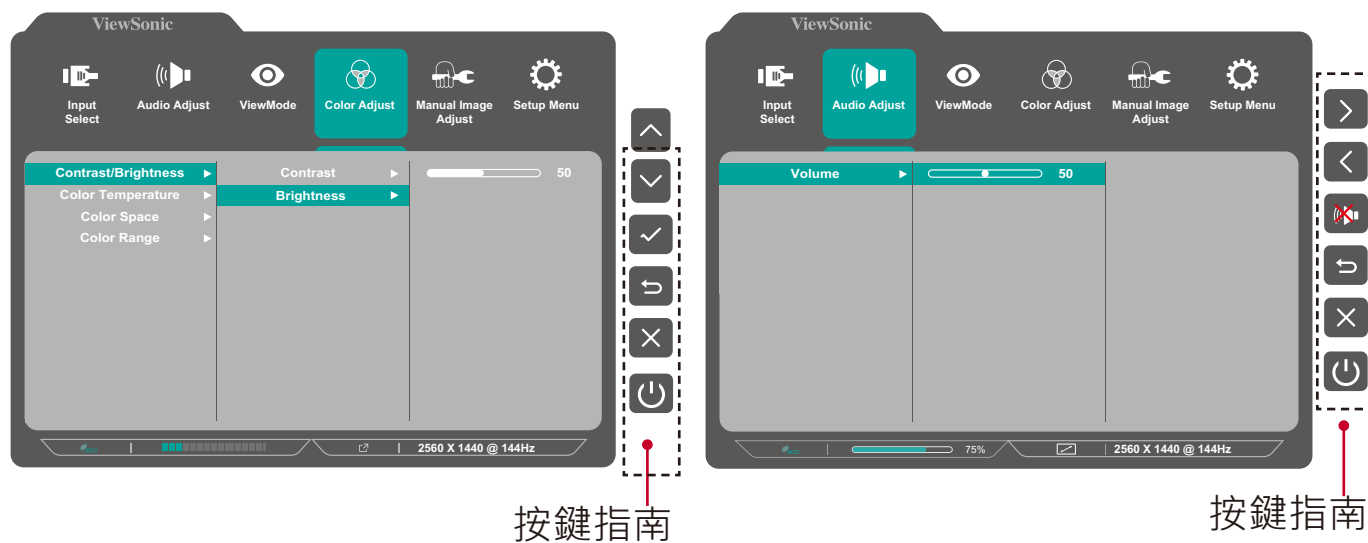 ViewSonic
Input
Select
Audio Adjust
ViewMode
Color Adjust
Manual Image
Adjust
Setup Menu
Contrast/Brightness
Color Temperature
Color Space
Color Range
Contrast
Brightness
50
2560 X 1440 @ 144Hz
按鍵指南
ViewSonic
Input
Select
Audio Adjust
ViewMode
Color Adjust
Manual Image
Adjust
Setup Menu
Volume
50
75%
2560 X 1440 @ 144Hz
按鍵指南